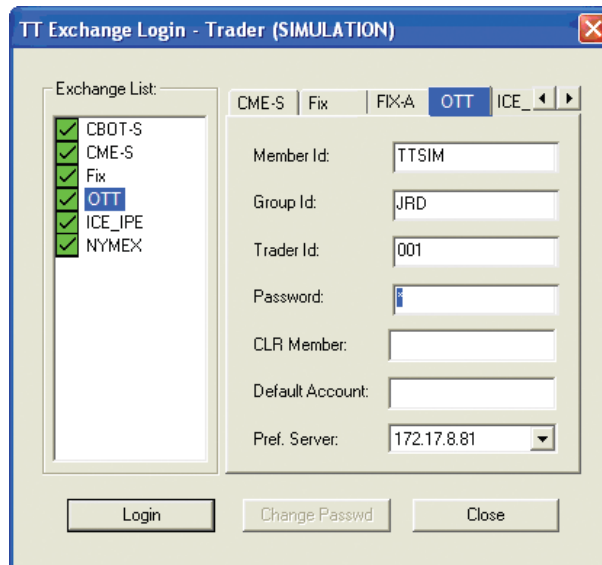 TT Exchange Login - Trader (SIMULATION)
Exchange List:
CBOT-S
CME-S
Fix
OTT
ICE_IPE
NYMEX
CME-S Fix FIX-A OTT ICE_
Member Id: TTSIM
Group Id: JRD
Trader Id: 001
Password: *
CLR Member:
Default Account:
Pref. Server: 172.17.8.81
Login Change Passwd Close